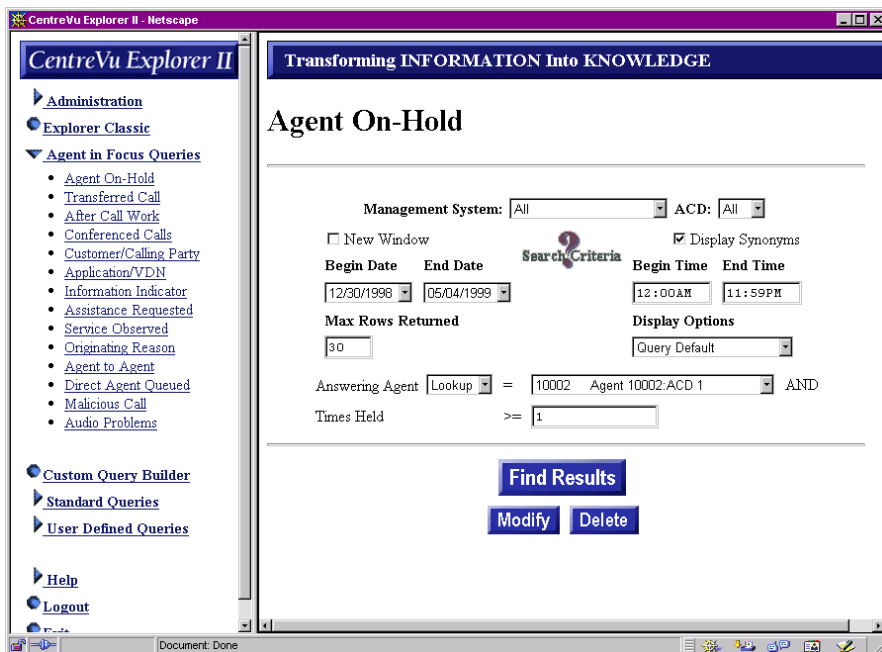 CentreVu Explorer II - Netscape
CentreVu Explorer II
Administration
Explorer Classic
Agent in Focus Queries
Agent On-Hold
Transferred Call
After Call Work
Conferenced Calls
Customer/Calling Party
Application/VDN
Information Indicator
Assistance Requested
Service Observed
Originating Reason
Agent to Agent
Direct Agent Queued
Malicious Call
Audio Problems
Custom Query Builder
Standard Queries
User Defined Queries
Help
Logout
Exit
Transforming INFORMATION Into KNOWLEDGE
Agent On-Hold
Management System: All ACD: All
New Window Search Criteria Display Synonyms
Begin Date End Date Begin Time End Time
12/30/1998 05/04/1999 12:00AM 11:59PM
Max Rows Returned Display Options
30 Query Default
Answering Agent Lookup = 10002 Agent 10002:ACD 1 AND
Times Held >= 1
Find Results
Modify Delete
Document: Done